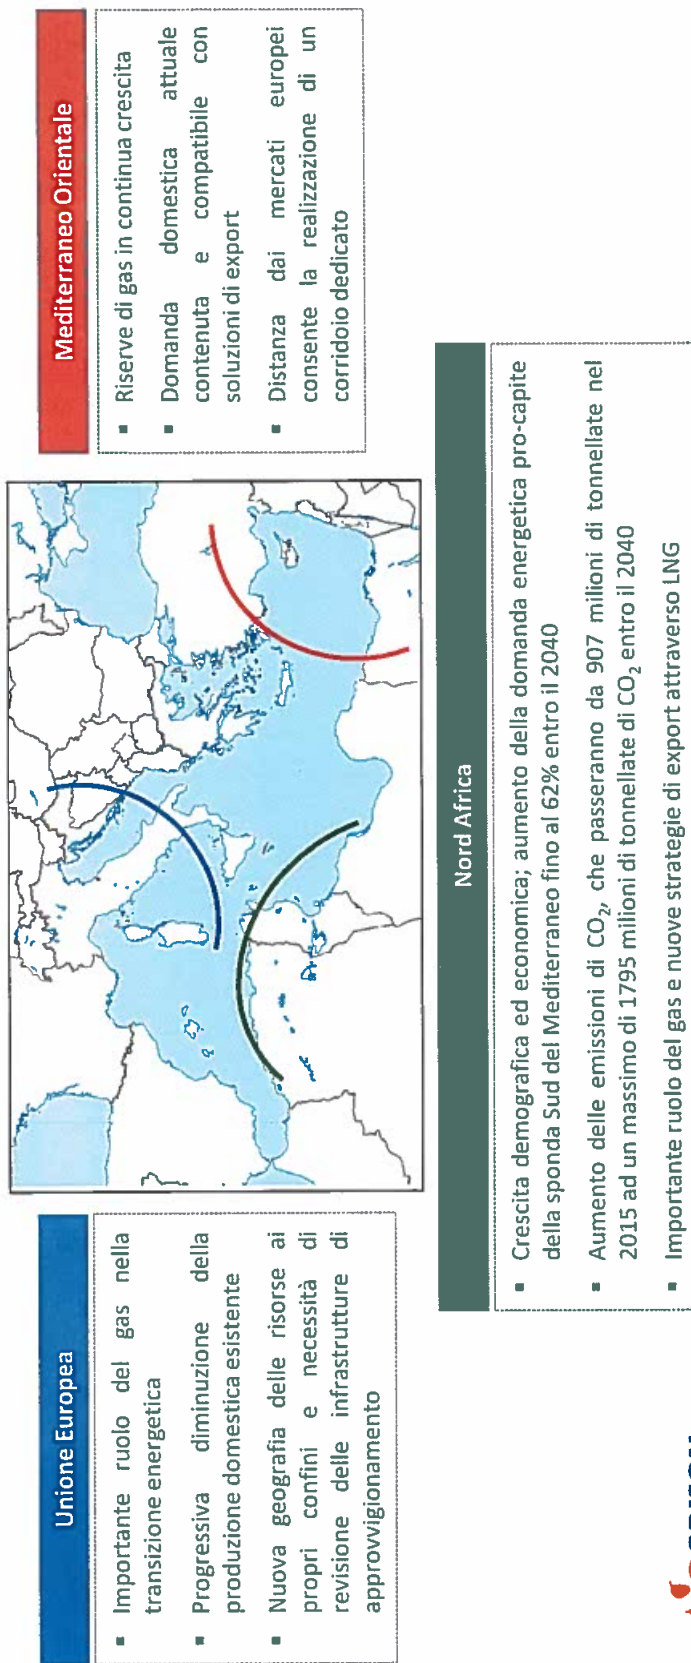 Unione Europea
▪ Importante ruolo del gas nella
transizione energetica
▪ Progressiva diminuzione della
produzione domestica esistente
▪ Nuova geografia delle risorse ai
propri confini e necessità di
revisione delle infrastrutture di
approvvigionamento
Mediterraneo Orientale
▪ Riserve di gas in continua crescita
▪ Domanda domestica attuale
contenuta e compatibile con
soluzioni di export
▪ Distanza dai mercati europei
consente la realizzazione di un
corridoio dedicato
Nord Africa
▪ Crescita demografica ed economica; aumento della domanda energetica pro-capite
della sponda Sud del Mediterraneo fino al 62% entro il 2040
▪ Aumento delle emissioni di CO₂, che passeranno da 907 milioni di tonnellate nel
2015 ad un massimo di 1795 milioni di tonnellate di CO₂ entro il 2040
▪ Importante ruolo del gas e nuove strategie di export attraverso LNG